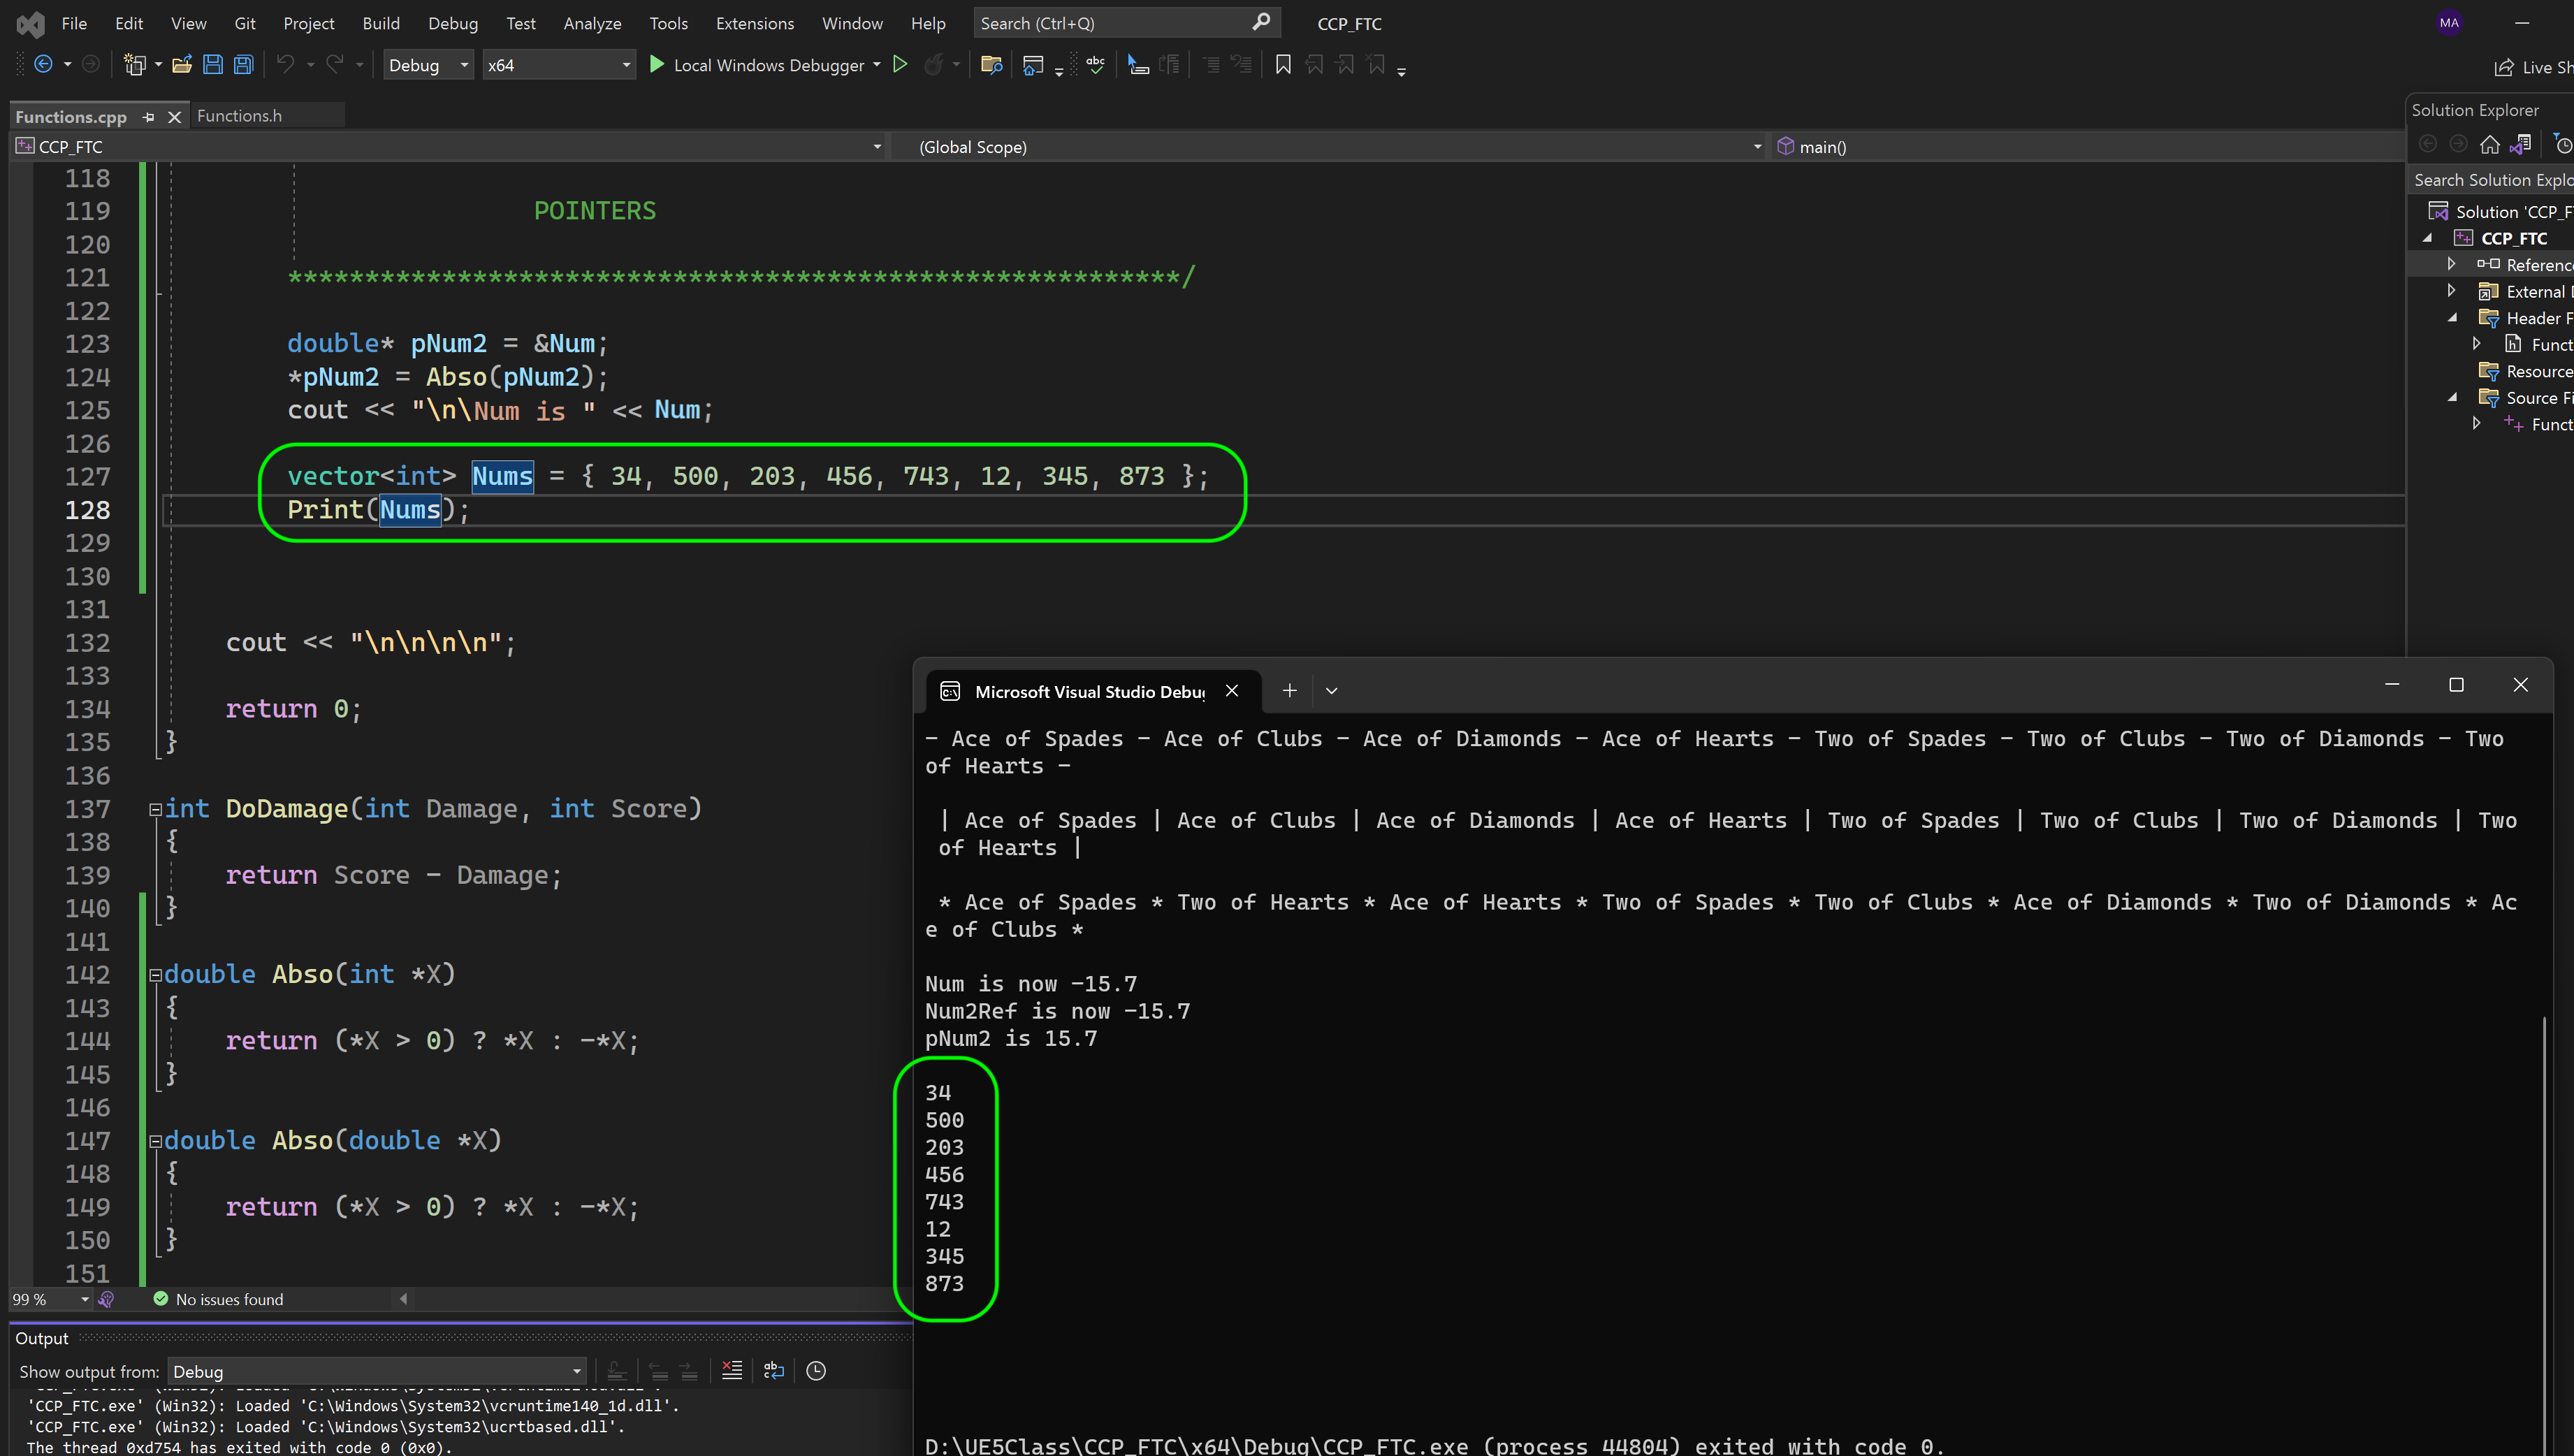 File Edit View Git Project Build Debug Test Analyze Tools Extensions Window Help Search (Ctrl+Q) CCP_FTC MA
Debug x64 Local Windows Debugger Live Sh
Functions.cpp Functions.h
CCP_FTC (Global Scope) main()
118
119 POINTERS
120
121 **********************************************************/
122
123 double* pNum2 = &Num;
124 *pNum2 = Abso(pNum2);
125 cout << "\n\Num is " << Num;
126
127 vector<int> Nums = { 34, 500, 203, 456, 743, 12, 345, 873 };
128 Print(Nums);
129
130
131
132 cout << "\n\n\n\n";
133
134 return 0;
135 }
136
137 int DoDamage(int Damage, int Score)
138 {
139 return Score - Damage;
140 }
141
142 double Abso(int *X)
143 {
144 return (*X > 0) ? *X : -*X;
145 }
146
147 double Abso(double *X)
148 {
149 return (*X > 0) ? *X : -*X;
150 }
151
99 % No issues found
Output
Show output from: Debug
'CCP_FTC.exe' (Win32): Loaded 'C:\Windows\System32\vcruntime140_1d.dll'.
'CCP_FTC.exe' (Win32): Loaded 'C:\Windows\System32\ucrtbased.dll'.
The thread 0xd754 has exited with code 0 (0x0).
Microsoft Visual Studio Debu
- Ace of Spades - Ace of Clubs - Ace of Diamonds - Ace of Hearts - Two of Spades - Two of Clubs - Two of Diamonds - Two
of Hearts -
| Ace of Spades | Ace of Clubs | Ace of Diamonds | Ace of Hearts | Two of Spades | Two of Clubs | Two of Diamonds | Two
of Hearts |
* Ace of Spades * Two of Hearts * Ace of Hearts * Two of Spades * Two of Clubs * Ace of Diamonds * Two of Diamonds * Ac
e of Clubs *
Num is now -15.7
Num2Ref is now -15.7
pNum2 is 15.7
34
500
203
456
743
12
345
873
D:\UE5Class\CCP_FTC\x64\Debug\CCP_FTC.exe (process 44804) exited with code 0.
Solution Explorer
Search Solution Explo
Solution 'CCP_F
CCP_FTC
Referenc
External D
Header F
Funct
Resource
Source Fi
Funct